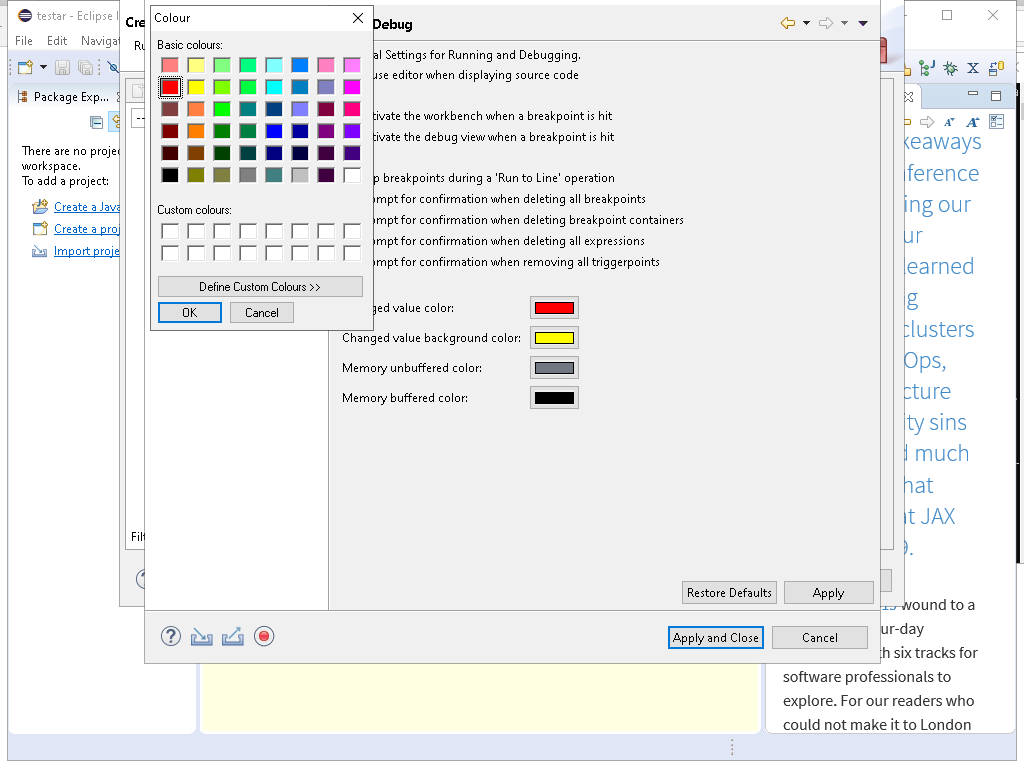 testar - Eclipse I
File Edit Navigat
Package Exp...
There are no proje
workspace.
To add a project:
Create a Java
Create a proj
Import proje
Cre
Ru
Filt
Colour
Basic colours:
Custom colours:
Define Custom Colours >>
OK Cancel
Debug
al Settings for Running and Debugging.
use editor when displaying source code
tivate the workbench when a breakpoint is hit
tivate the debug view when a breakpoint is hit
p breakpoints during a 'Run to Line' operation
ompt for confirmation when deleting all breakpoints
ompt for confirmation when deleting breakpoint containers
ompt for confirmation when deleting all expressions
ompt for confirmation when removing all triggerpoints
ged value color:
Changed value background color:
Memory unbuffered color:
Memory buffered color:
Restore Defaults Apply
Apply and Close Cancel
keaways
nference
ing our
ur
learned
g
clusters
Ops,
cture
ity sins
d much
hat
at JAX
9.
wound to a
ur-day
th six tracks for
software professionals to
explore. For our readers who
could not make it to London